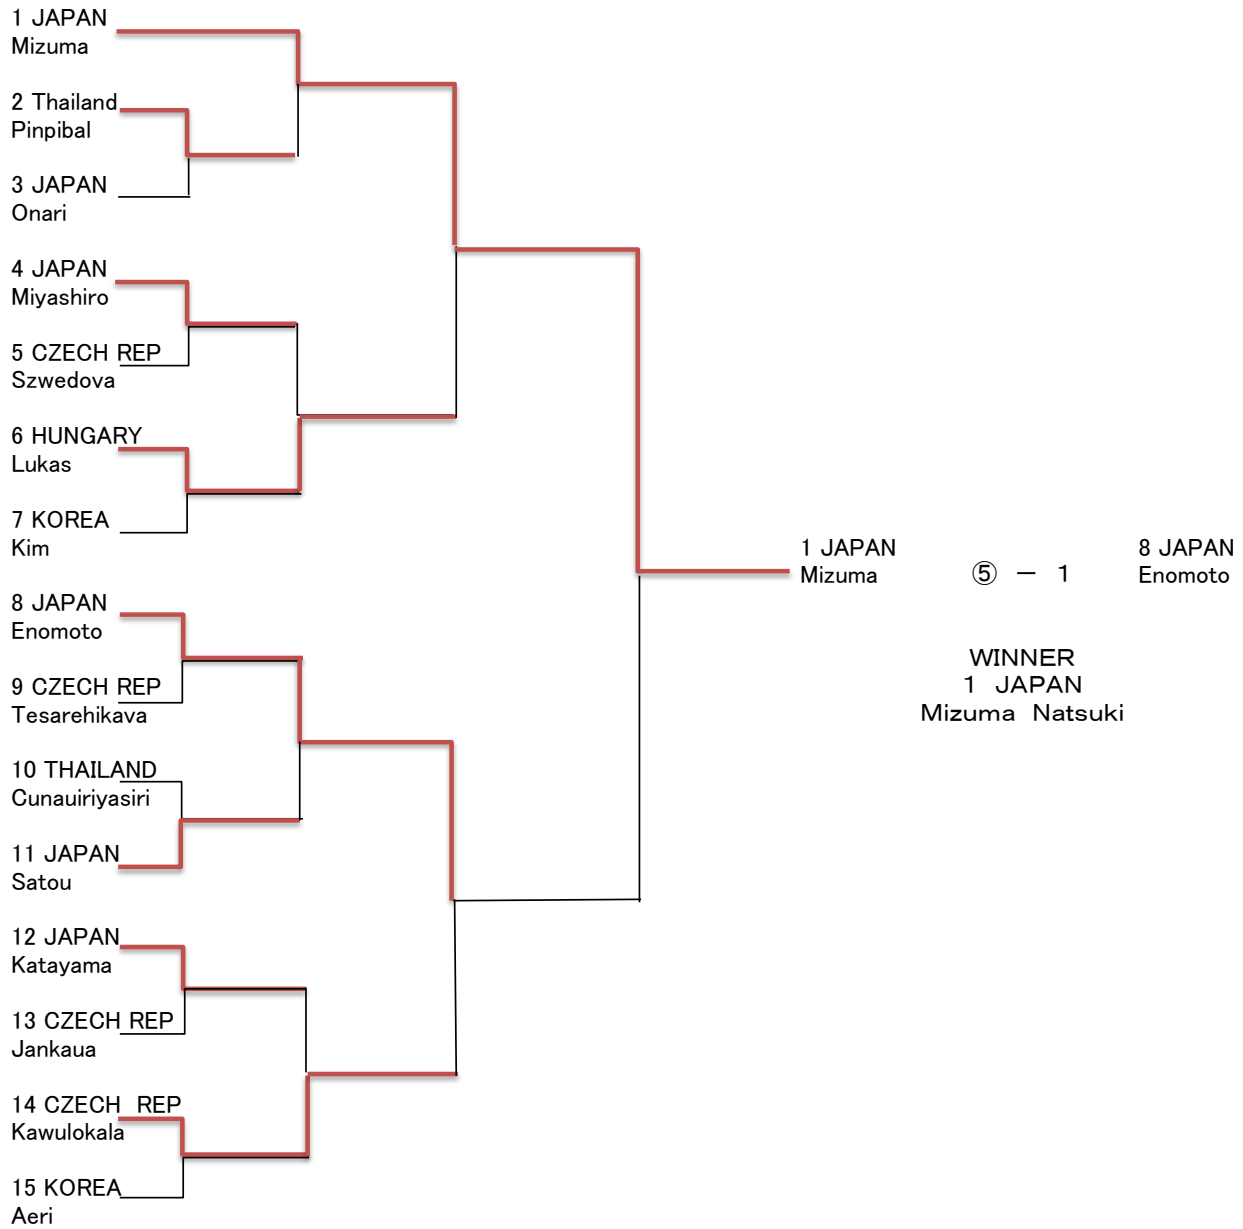 1 JAPAN
Mizuma
2 Thailand
Pinpibal
3 JAPAN
Onari
4 JAPAN
Miyashiro
5 CZECH REP
Szwedova
6 HUNGARY
Lukas
7 KOREA
Kim
8 JAPAN
Enomoto
9 CZECH REP
Tesarehikava
10 THAILAND
Cunauiriyasiri
11 JAPAN
Satou
12 JAPAN
Katayama
13 CZECH REP
Jankaua
14 CZECH REP
Kawulokala
15 KOREA
Aeri
1 JAPAN
Mizuma
⑤ － 1
8 JAPAN
Enomoto
WINNER
1 JAPAN
Mizuma Natsuki